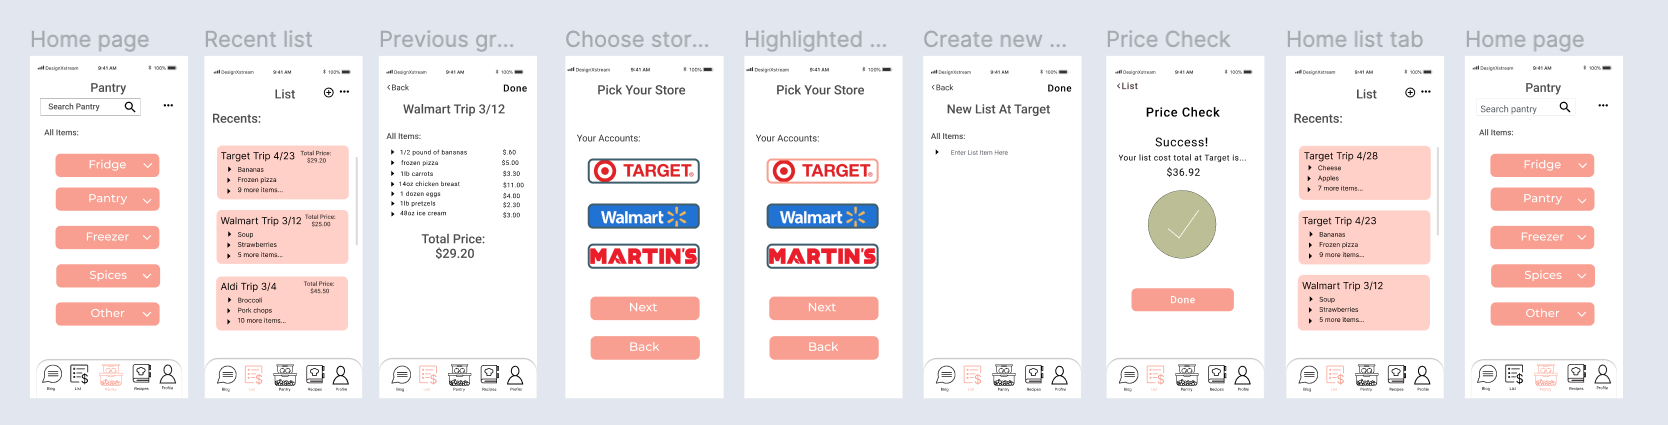 Home page
DesignXstream 9:41 AM 100%
Pantry
Search Pantry
All Items:
Fridge
Pantry
Freezer
Spices
Other
Blog List Pantry Recipes Profile
Recent list
DesignXstream 9:41 AM 100%
List
Recents:
Target Trip 4/23 Total Price:
$29.20
Bananas
Frozen pizza
9 more items...
Walmart Trip 3/12 Total Price:
$25.00
Soup
Strawberries
5 more items...
Aldi Trip 3/4 Total Price:
$45.50
Broccoli
Pork chops
10 more items...
Blog List Pantry Recipes Profile
Previous gr...
DesignXstream 9:41 AM 100%
<Back Done
Walmart Trip 3/12
All Items:
1/2 pound of bananas $.60
frozen pizza $5.00
1lb carrots $3.30
14oz chicken breast $11.00
1 dozen eggs $4.00
1lb pretzels $2.30
48oz ice cream $3.00
Total Price:
$29.20
Blog List Pantry Recipes Profile
Choose stor...
DesignXstream 9:41 AM 100%
Pick Your Store
Your Accounts:
TARGET
Walmart
MARTIN'S
Next
Back
Highlighted ...
DesignXstream 9:41 AM 100%
Pick Your Store
Your Accounts:
TARGET
Walmart
MARTIN'S
Next
Back
Create new ...
DesignXstream 9:41 AM 100%
<Back Done
New List At Target
All Items:
Enter List Item Here
Blog List Pantry Recipes Profile
Price Check
DesignXstream 9:41 AM 100%
<List
Price Check
Success!
Your list cost total at Target is...
$36.92
Done
Blog List Pantry Recipes Profile
Home list tab
DesignXstream 9:41 AM 100%
List
Recents:
Target Trip 4/28
Cheese
Apples
7 more items...
Target Trip 4/23
Bananas
Frozen pizza
9 more items...
Walmart Trip 3/12
Soup
Strawberries
5 more items...
Blog List Pantry Recipes Profile
Home page
DesignXstream 9:41 AM 100%
Pantry
Search pantry
All Items:
Fridge
Pantry
Freezer
Spices
Other
Blog List Pantry Recipes Profile